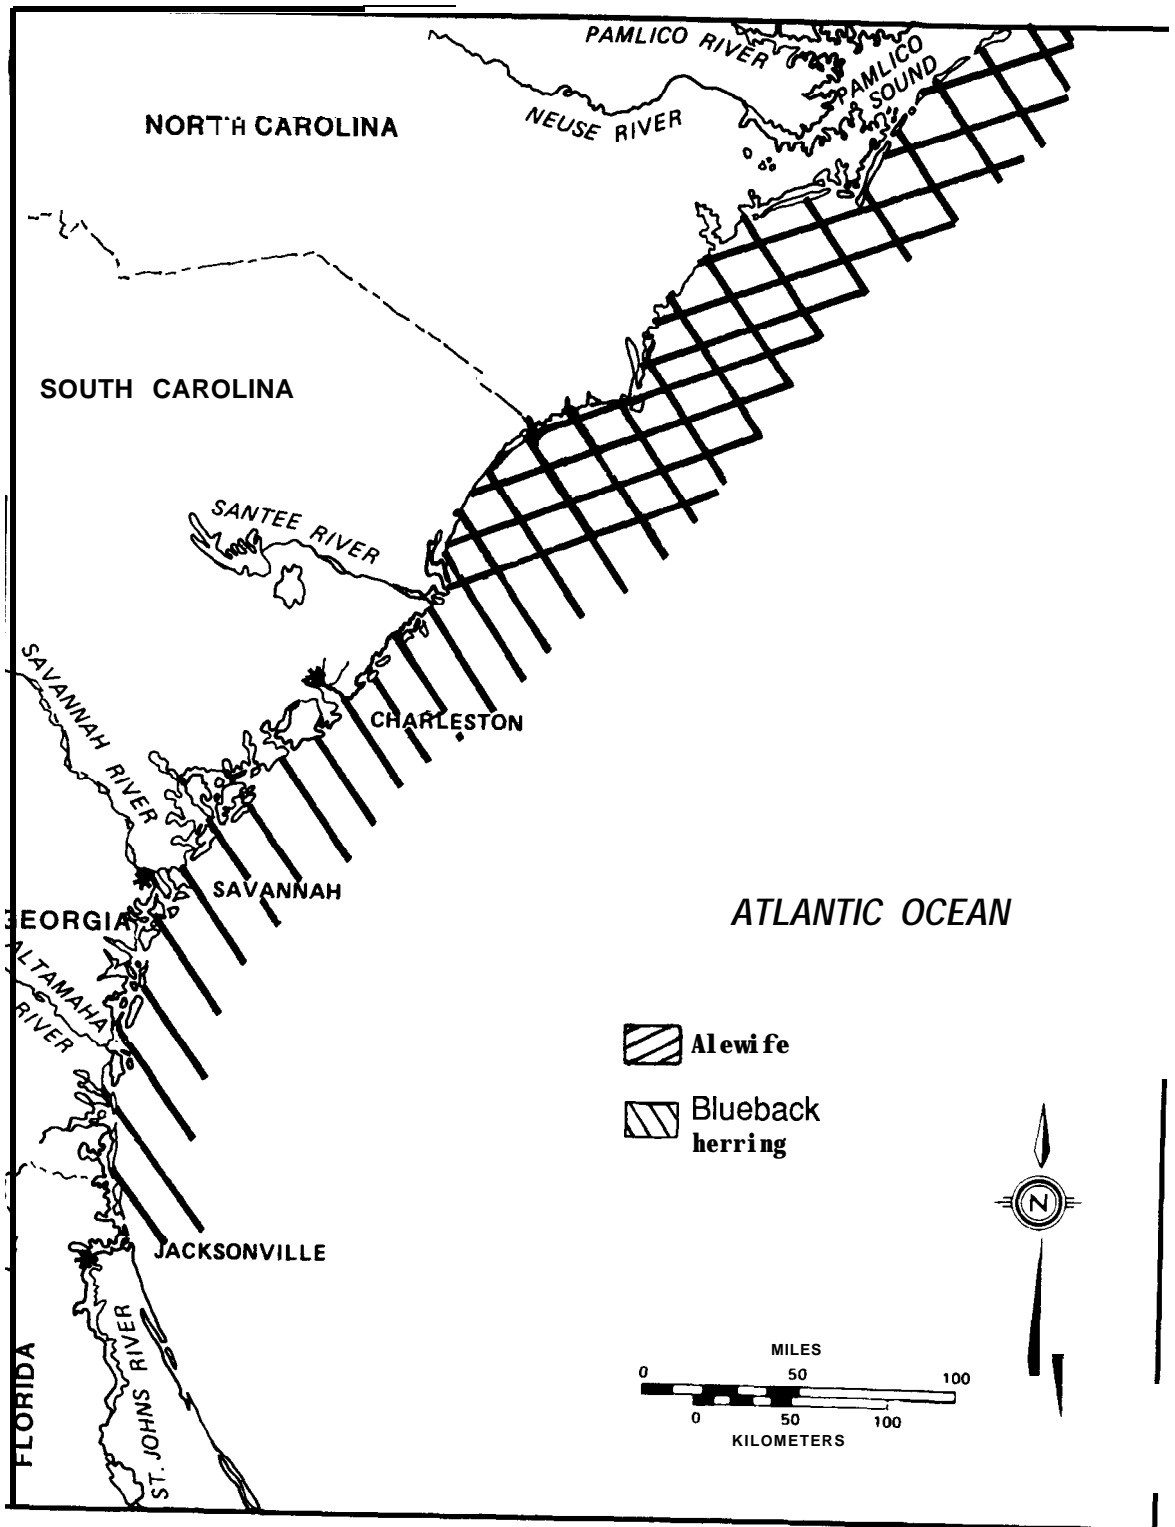 PAMLICO RIVER
PAMLICO
SOUND
NEUSE RIVER
NORTH CAROLINA
SOUTH CAROLINA
SANTEE RIVER
SAVANNAH RIVER
CHARLESTON
SAVANNAH
GEORGIA
ALTAMAHA
RIVER
ATLANTIC OCEAN
Alewife
Blueback
herring
N
JACKSONVILLE
FLORIDA
ST. JOHNS RIVER
MILES
0 50 100
0 50 100
KILOMETERS